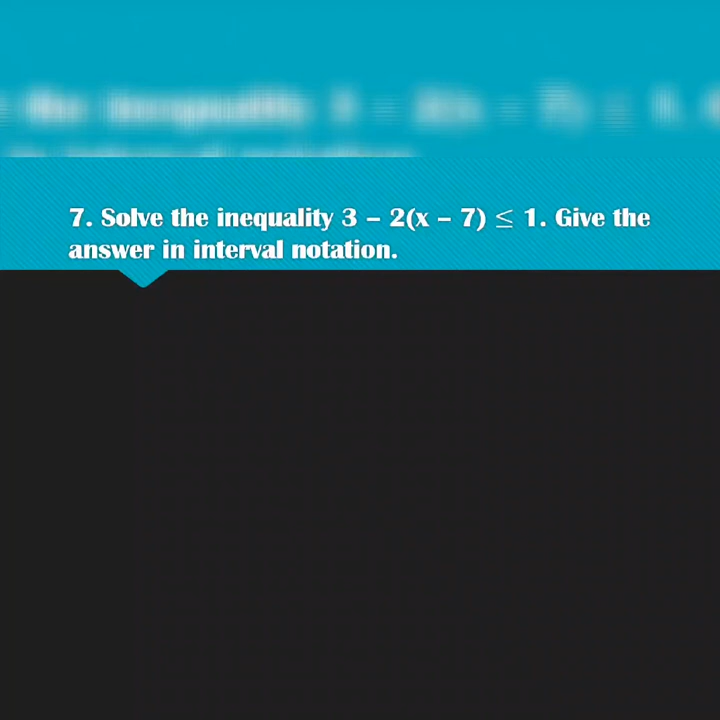 7. Solve the inequality 3 – 2(x – 7) ≤ 1. Give the
answer in interval notation.